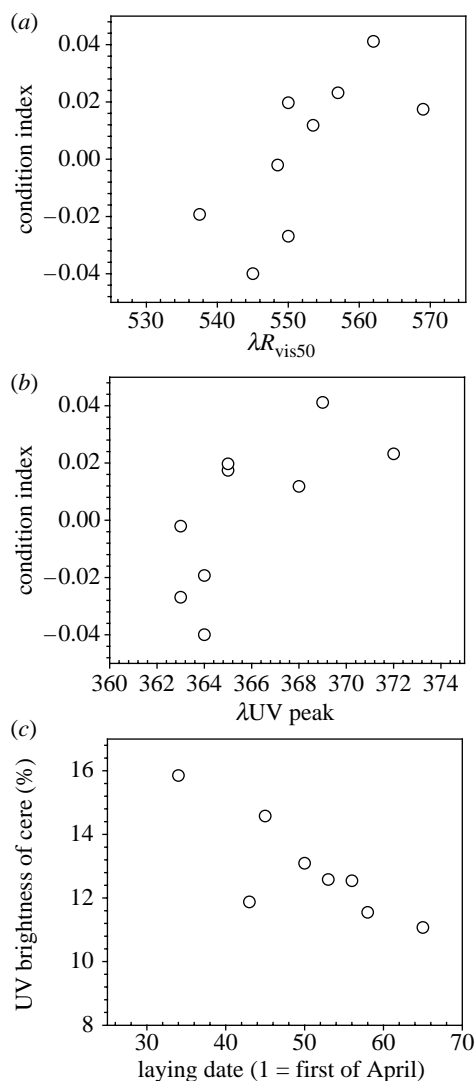 (a)
0.04
0.02
0.00
−0.02
−0.04
condition index
530 540 550 560 570
λR_vis50
(b)
0.04
0.02
0.00
−0.02
−0.04
condition index
360 362 364 366 368 370 372 374
λUV peak
(c)
16
14
12
11
8
UV brightness of cere (%)
30 40 50 60 70
laying date (1 = first of April)